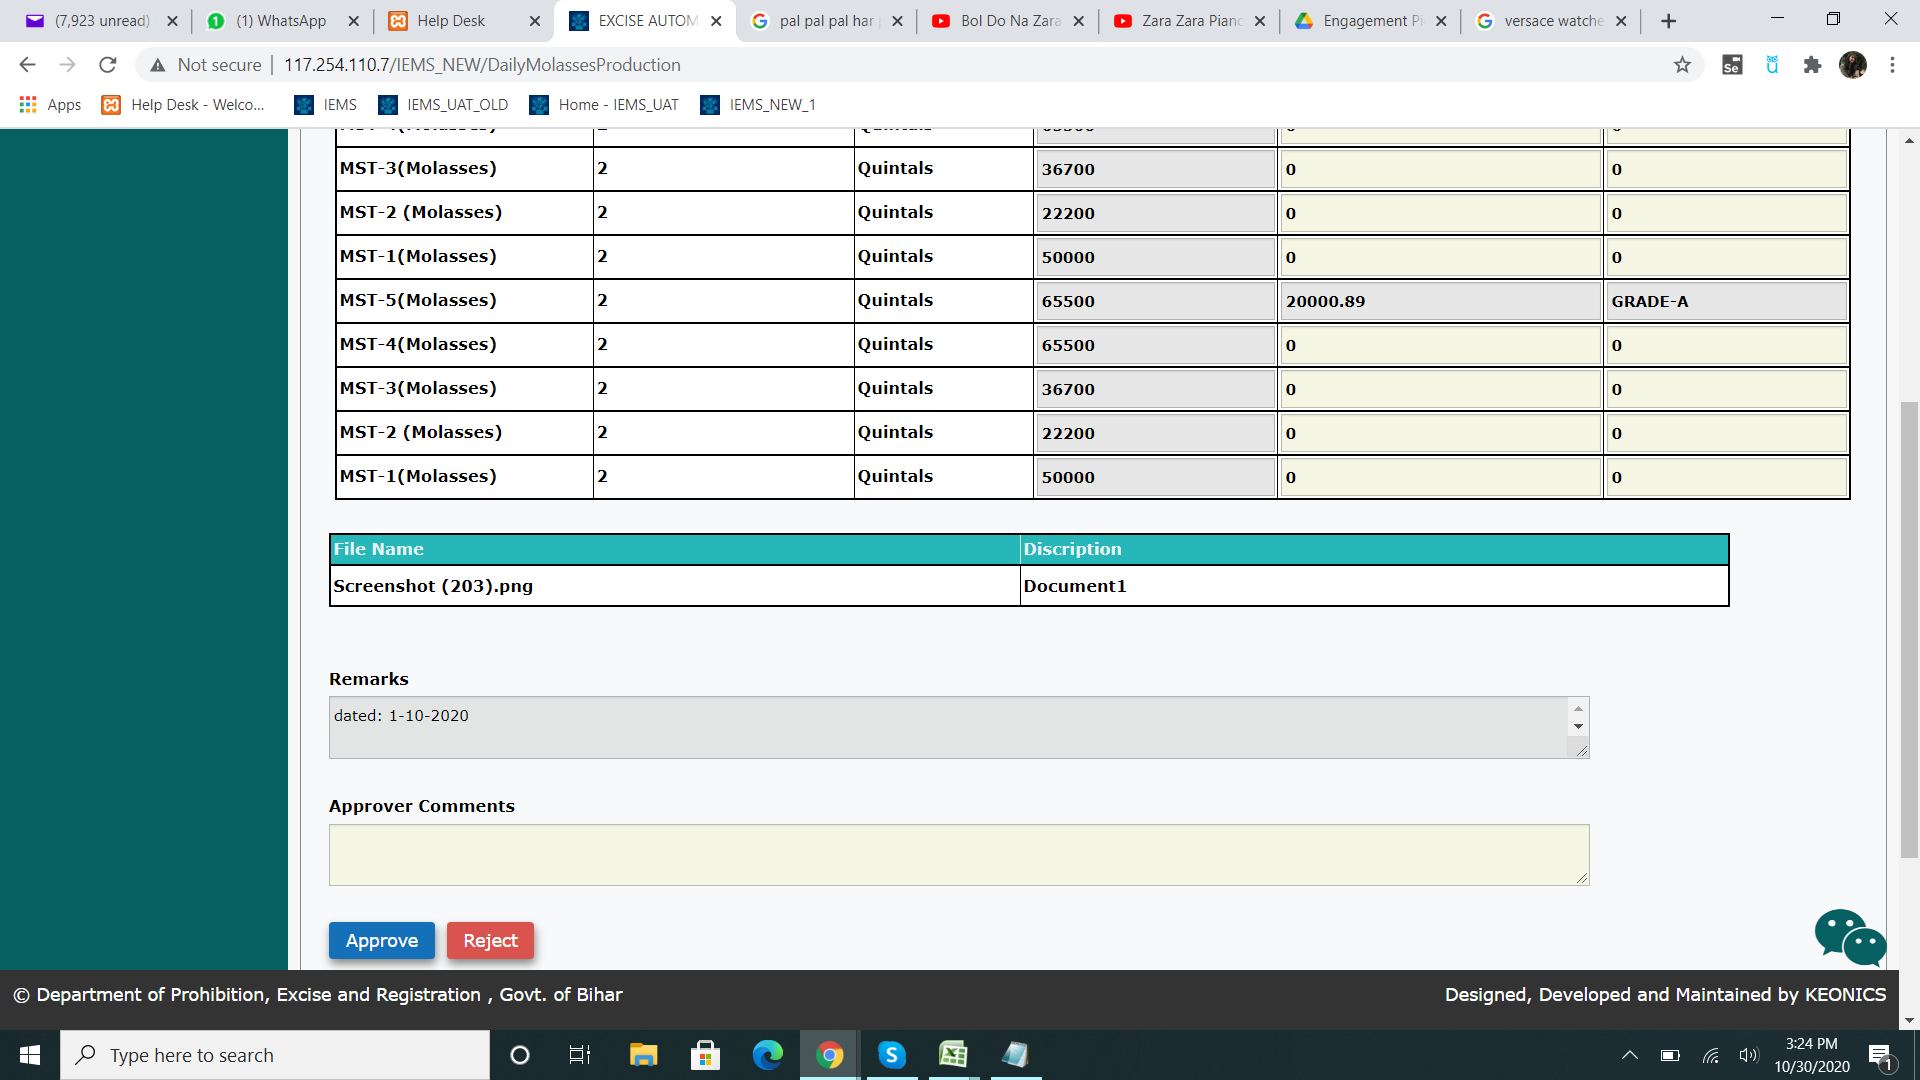 (7,923 unread)
(1) WhatsApp
Help Desk
EXCISE AUTOM
pal pal pal har
Bol Do Na Zara
Zara Zara Piano
Engagement Pi
versace watche
Not secure | 117.254.110.7/IEMS_NEW/DailyMolassesProduction
Apps Help Desk - Welco... IEMS IEMS_UAT_OLD Home - IEMS_UAT IEMS_NEW_1
MST-3(Molasses) 2 Quintals 36700 0 0
MST-2 (Molasses) 2 Quintals 22200 0 0
MST-1(Molasses) 2 Quintals 50000 0 0
MST-5(Molasses) 2 Quintals 65500 20000.89 GRADE-A
MST-4(Molasses) 2 Quintals 65500 0 0
MST-3(Molasses) 2 Quintals 36700 0 0
MST-2 (Molasses) 2 Quintals 22200 0 0
MST-1(Molasses) 2 Quintals 50000 0 0
File Name Discription
Screenshot (203).png Document1
Remarks
dated: 1-10-2020
Approver Comments
Approve Reject
© Department of Prohibition, Excise and Registration , Govt. of Bihar Designed, Developed and Maintained by KEONICS
Type here to search
3:24 PM
10/30/2020
1